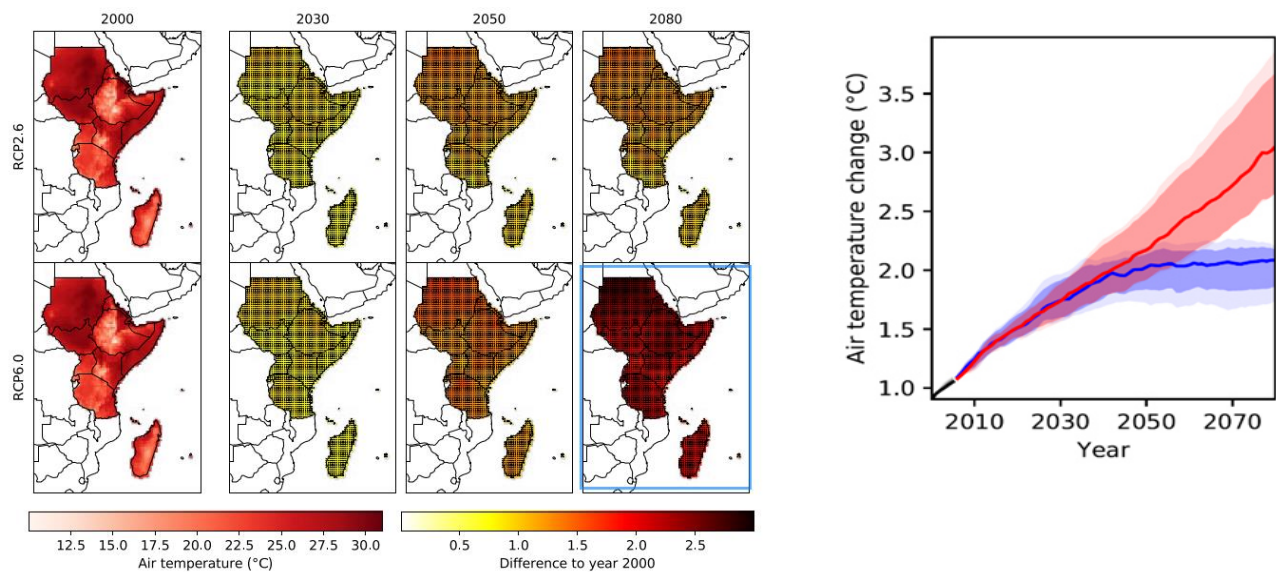 2000 2030 2050 2080
RCP2.6
RCP6.0
12.5 15.0 17.5 20.0 22.5 25.0 27.5 30.0
Air temperature (°C)
0.5 1.0 1.5 2.0 2.5
Difference to year 2000
Air temperature change (°C)
3.5
3.0
2.5
2.0
1.5
1.0
2010 2030 2050 2070
Year